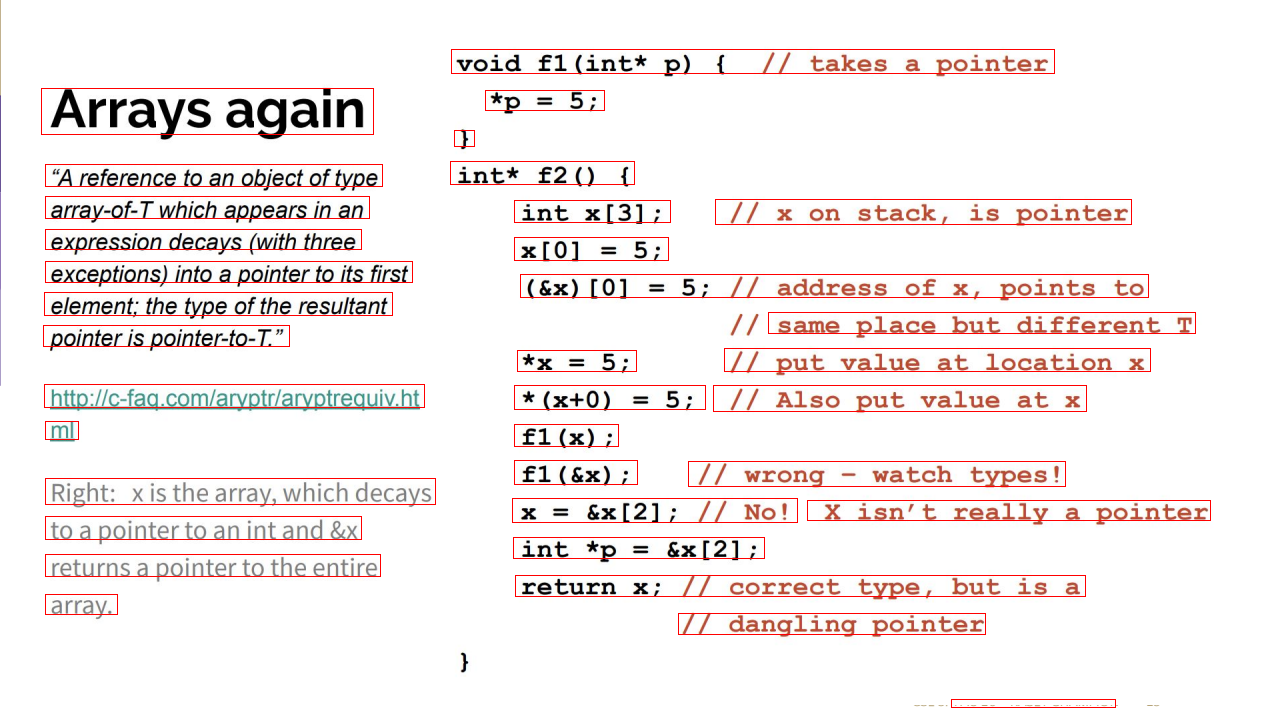 Arrays again
“A reference to an object of type
array-of-T which appears in an
expression decays (with three
exceptions) into a pointer to its first
element; the type of the resultant
pointer is pointer-to-T.”
http://c-faq.com/aryptr/aryptrequiv.ht
ml
Right: x is the array, which decays
to a pointer to an int and &x
returns a pointer to the entire
array.
void f1(int* p) { // takes a pointer
*p = 5;
}
int* f2() {
int x[3]; // x on stack, is pointer
x[0] = 5;
(&x)[0] = 5; // address of x, points to
// same place but different T
*x = 5; // put value at location x
*(x+0) = 5; // Also put value at x
f1(x);
f1(&x); // wrong – watch types!
x = &x[2]; // No! X isn’t really a pointer
int *p = &x[2];
return x; // correct type, but is a
// dangling pointer
}